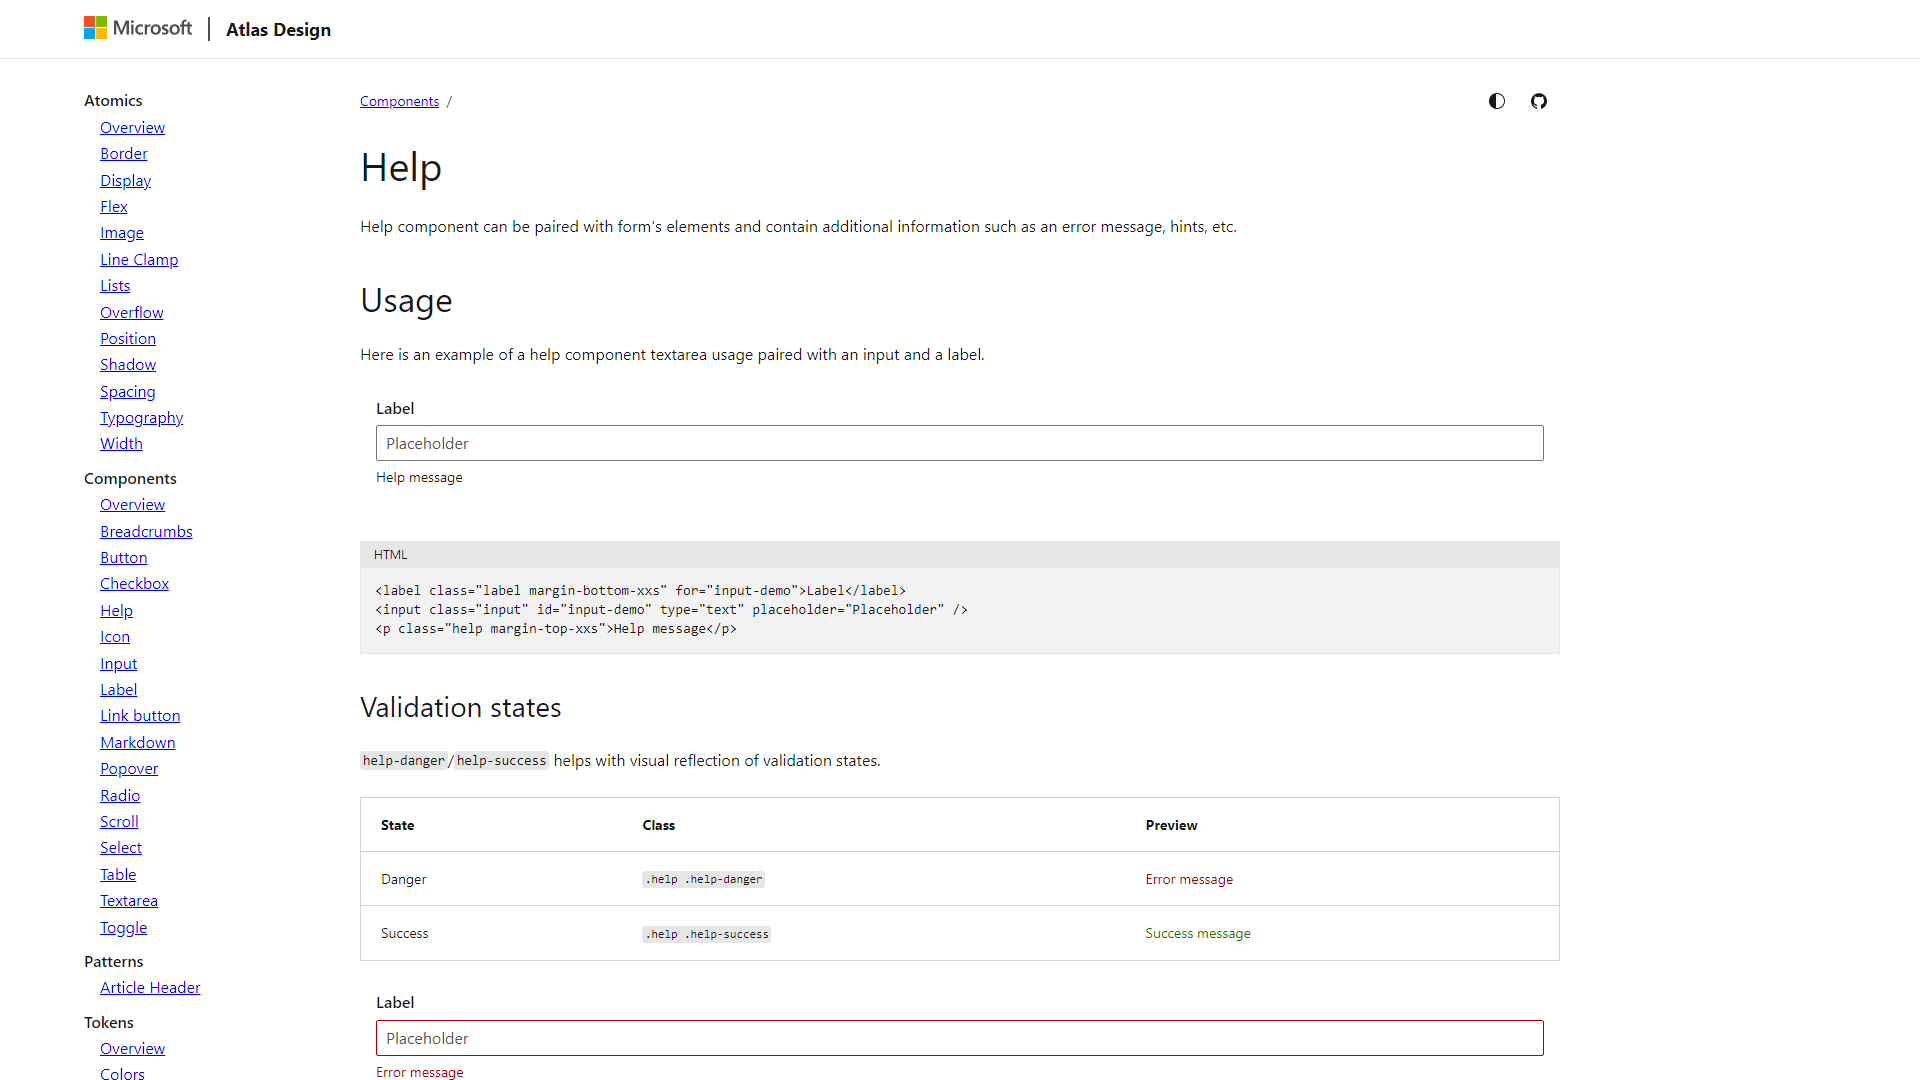 Microsoft
Atlas Design
Atomics
Overview
Border
Display
Flex
Image
Line Clamp
Lists
Overflow
Position
Shadow
Spacing
Typography
Width
Components
Overview
Breadcrumbs
Button
Checkbox
Help
Icon
Input
Label
Link button
Markdown
Popover
Radio
Scroll
Select
Table
Textarea
Toggle
Patterns
Article Header
Tokens
Overview
Colors
Components /
Help
Help component can be paired with form's elements and contain additional information such as an error message, hints, etc.
Usage
Here is an example of a help component textarea usage paired with an input and a label.
Label
Placeholder
Help message
HTML
<label class="label margin-bottom-xxs" for="input-demo">Label</label>
<input class="input" id="input-demo" type="text" placeholder="Placeholder" />
<p class="help margin-top-xxs">Help message</p>
Validation states
help-danger/help-success helps with visual reflection of validation states.
State Class Preview
Danger .help .help-danger Error message
Success .help .help-success Success message
Label
Placeholder
Error message